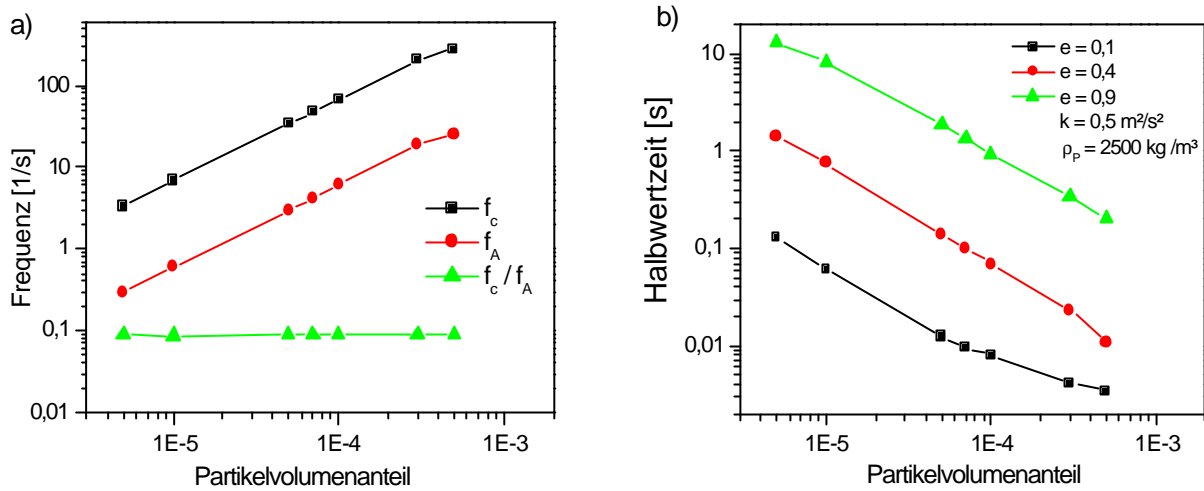 a)
Frequenz [1/s]
100
10
1
0,1
0,01
1E-5
1E-4
1E-3
Partikelvolumenanteil
f_c
f_A
f_c / f_A
b)
Halbwertzeit [s]
10
1
0,1
0,01
1E-5
1E-4
1E-3
Partikelvolumenanteil
e = 0,1
e = 0,4
e = 0,9
k = 0,5 m²/s²
ρ_P = 2500 kg /m³